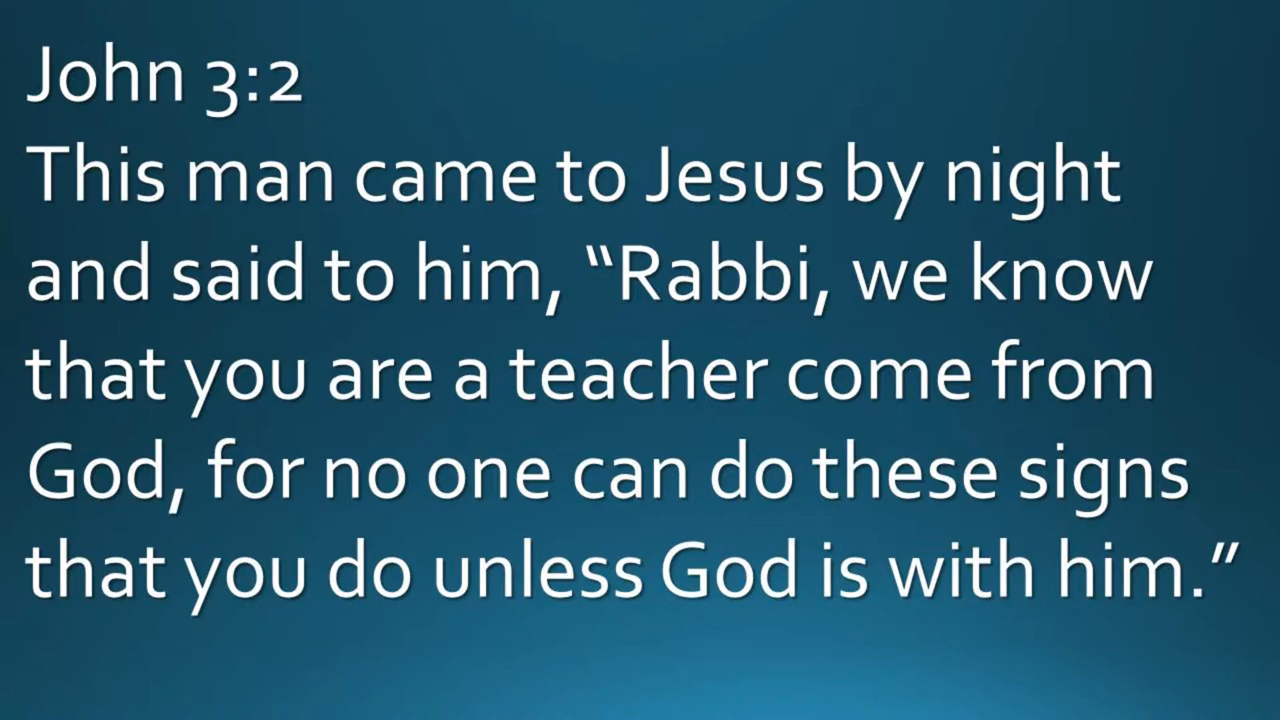 John 3:2
This man came to Jesus by night
and said to him, “Rabbi, we know
that you are a teacher come from
God, for no one can do these signs
that you do unless God is with him.”